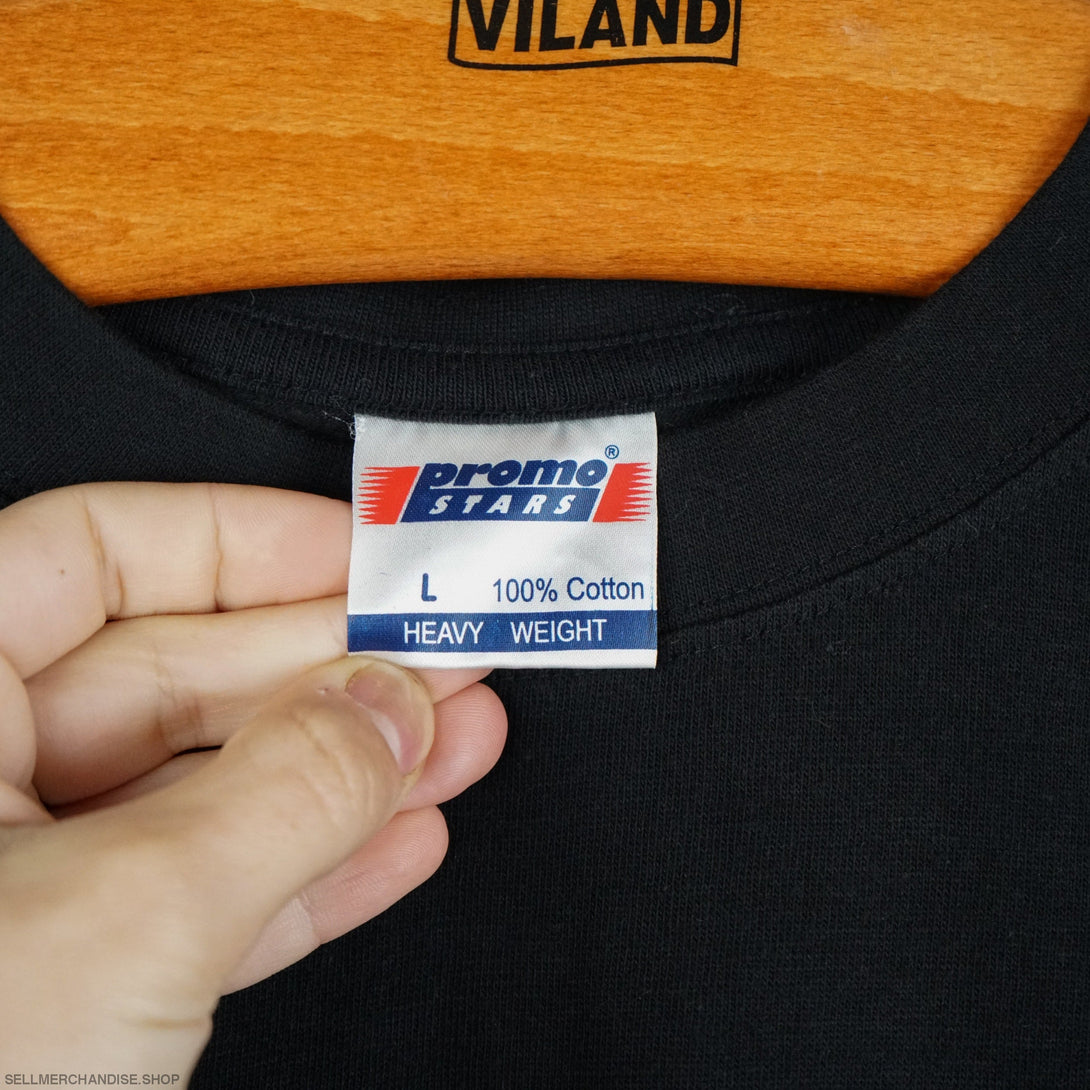 VILAND
promo®
STARS
L 100% Cotton
HEAVY WEIGHT
SELLMERCHANDISE.SHOP